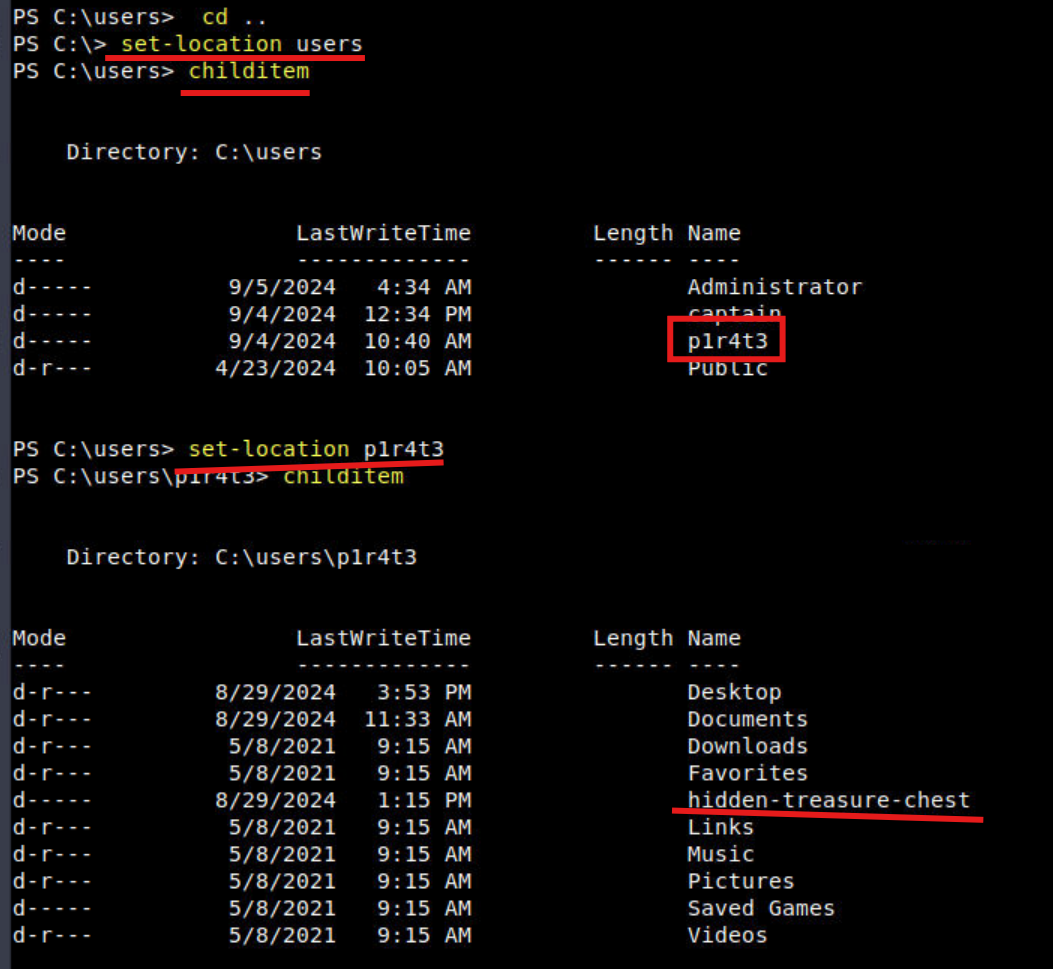 PS C:\users>  cd ..
PS C:\> set-location users
PS C:\users> childitem
    Directory: C:\users
Mode                 LastWriteTime         Length Name
----                 -------------         ------ ----
d-----          9/5/2024   4:34 AM                Administrator
d-----          9/4/2024  12:34 PM                captain
d-----          9/4/2024  10:40 AM                p1r4t3
d-r---         4/23/2024  10:05 AM                Public
PS C:\users> set-location p1r4t3
PS C:\users\p1r4t3> childitem
    Directory: C:\users\p1r4t3
Mode                 LastWriteTime         Length Name
----                 -------------         ------ ----
d-r---         8/29/2024   3:53 PM                Desktop
d-r---         8/29/2024  11:33 AM                Documents
d-r---          5/8/2021   9:15 AM                Downloads
d-r---          5/8/2021   9:15 AM                Favorites
d-----         8/29/2024   1:15 PM                hidden-treasure-chest
d-r---          5/8/2021   9:15 AM                Links
d-r---          5/8/2021   9:15 AM                Music
d-r---          5/8/2021   9:15 AM                Pictures
d-----          5/8/2021   9:15 AM                Saved Games
d-r---          5/8/2021   9:15 AM                Videos